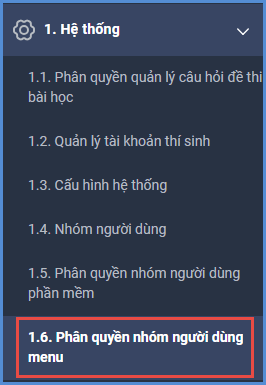 1. Hệ thống
1.1. Phân quyền quản lý câu hỏi đề thi
bài học
1.2. Quản lý tài khoản thí sinh
1.3. Cấu hình hệ thống
1.4. Nhóm người dùng
1.5. Phân quyền nhóm người dùng
phần mềm
1.6. Phân quyền nhóm người dùng
menu